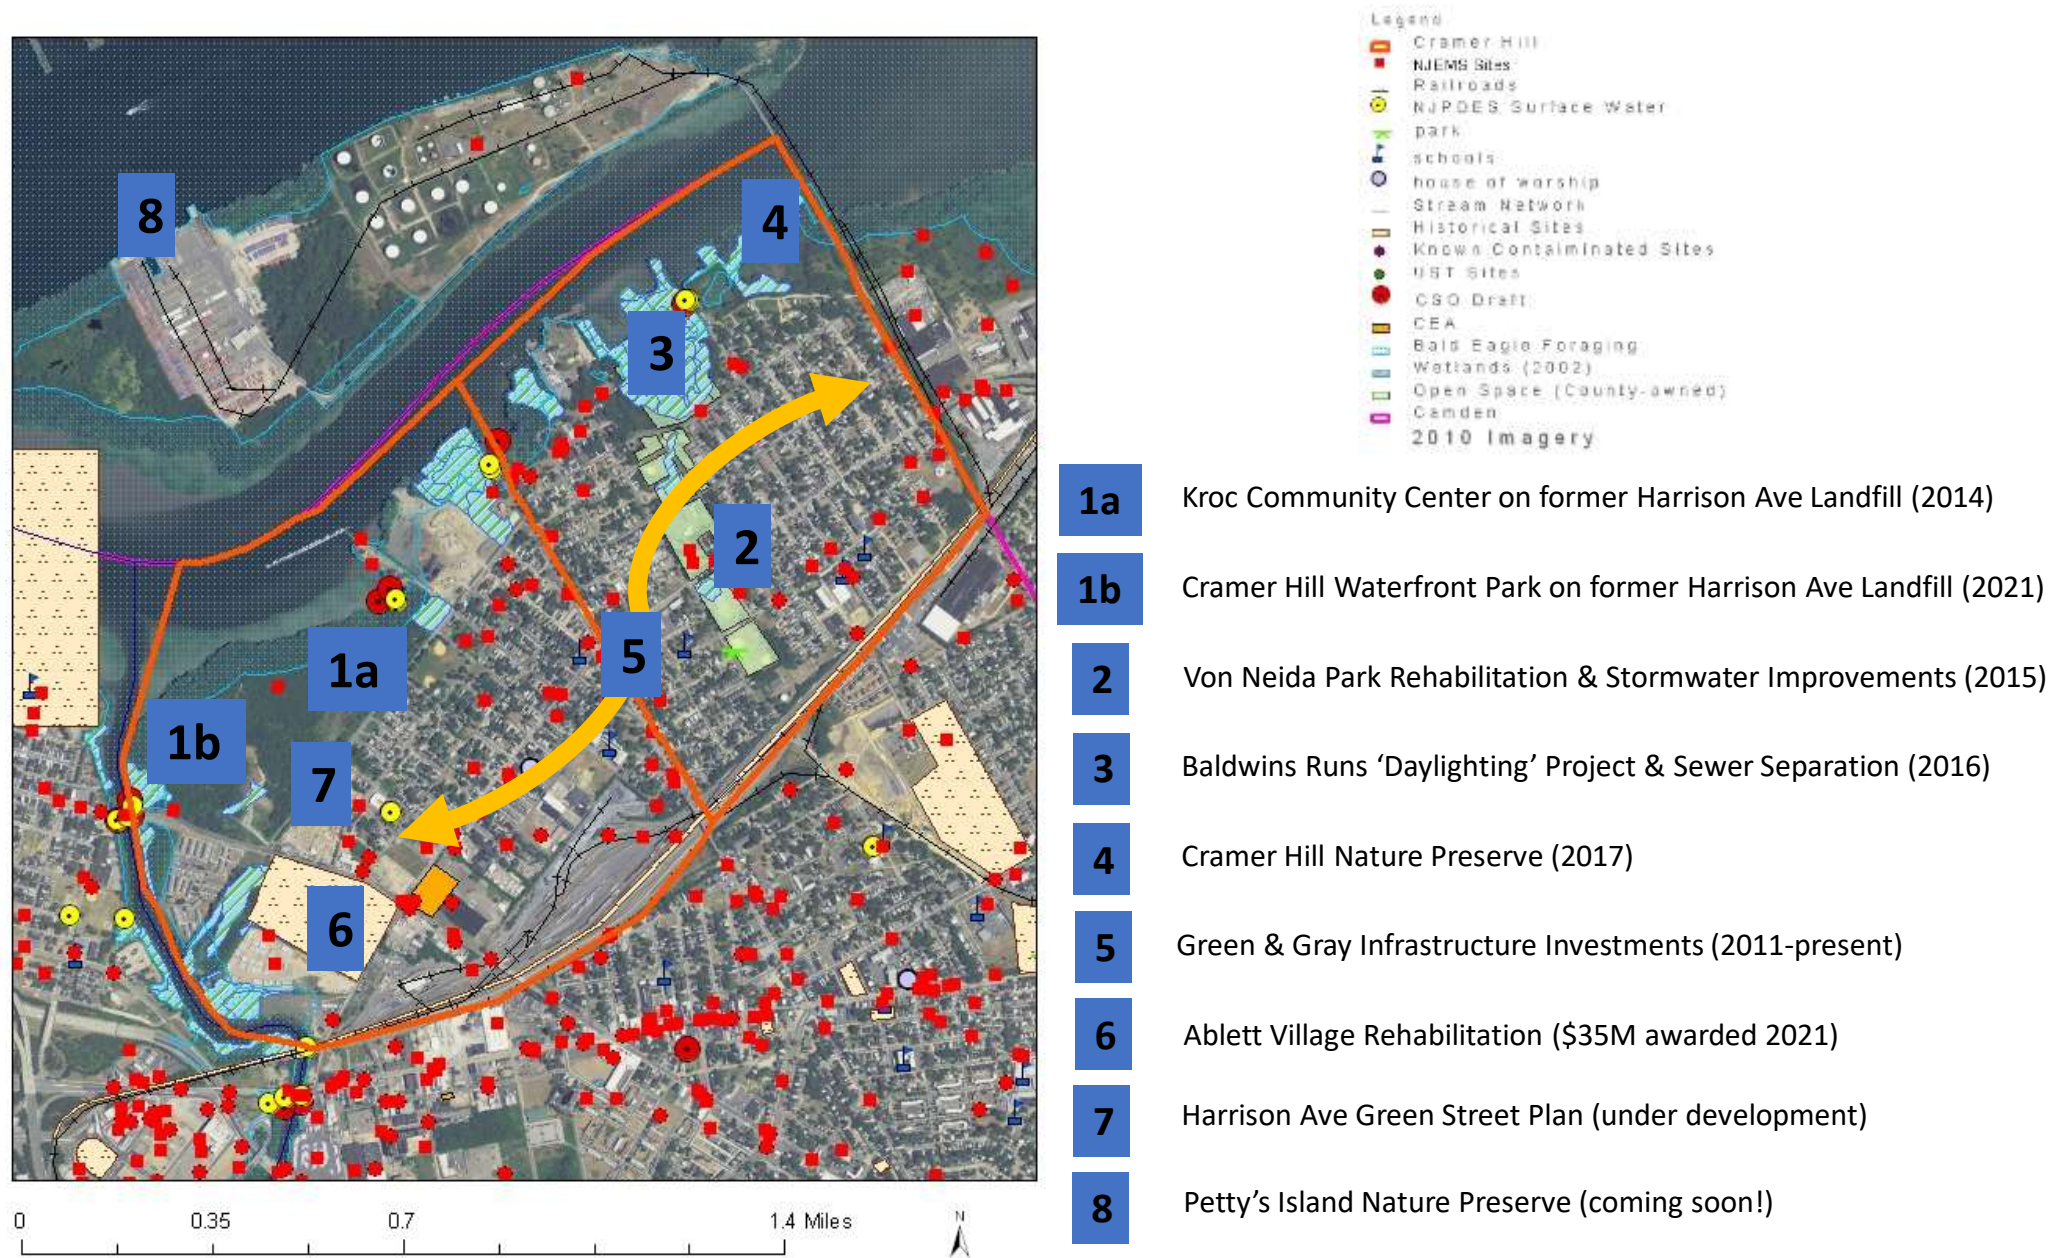 8
4
3
2
5
1a
1b
7
6
0
0.35
0.7
1.4 Miles
N
Legend
Cramer Hill
NJEMS Sites
Railroads
NJPDES Surface Water
park
schools
house of worship
Stream Network
Historical Sites
Known Contaiminated Sites
UST Sites
CSO Draft
CEA
Bald Eagle Foraging
Wetlands (2002)
Open Space (County-owned)
Camden
2010 Imagery
1a Kroc Community Center on former Harrison Ave Landfill (2014)
1b Cramer Hill Waterfront Park on former Harrison Ave Landfill (2021)
2 Von Neida Park Rehabilitation & Stormwater Improvements (2015)
3 Baldwins Runs ‘Daylighting’ Project & Sewer Separation (2016)
4 Cramer Hill Nature Preserve (2017)
5 Green & Gray Infrastructure Investments (2011-present)
6 Ablett Village Rehabilitation ($35M awarded 2021)
7 Harrison Ave Green Street Plan (under development)
8 Petty’s Island Nature Preserve (coming soon!)